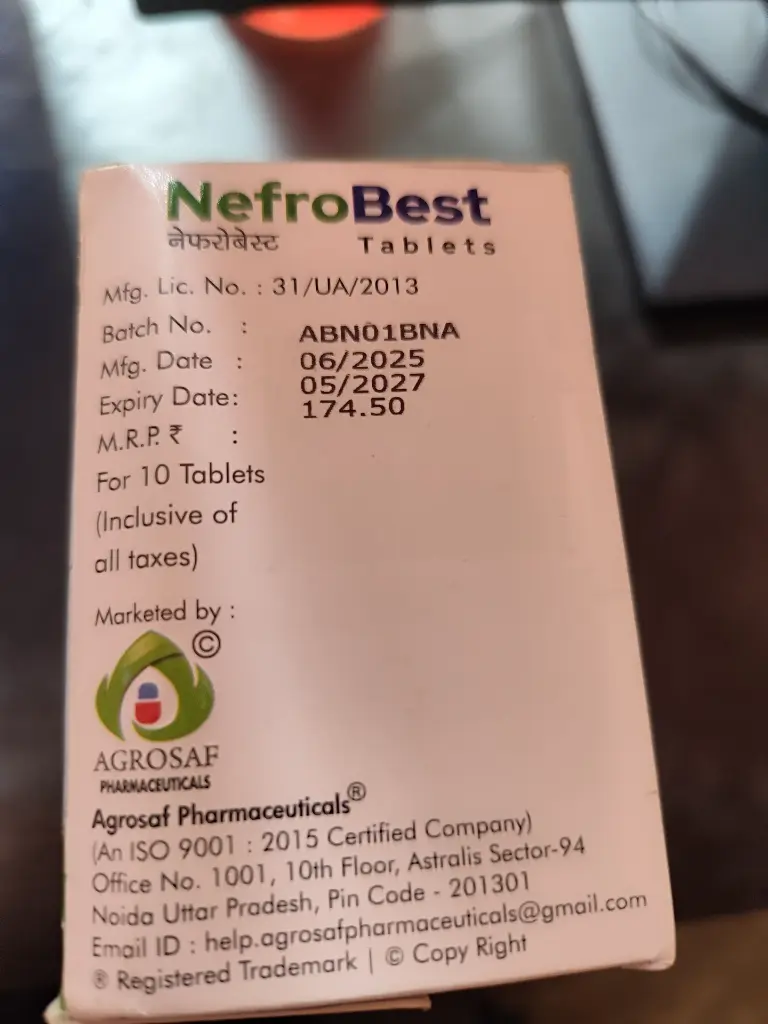 NefroBest
नेफरोबेस्ट Tablets
Mfg. Lic. No. : 31/UA/2013
Batch No. : ABN01BNA
Mfg. Date : 06/2025
Expiry Date: 05/2027
M.R.P. ₹ : 174.50
For 10 Tablets
(Inclusive of
all taxes)
Marketed by :
©
AGROSAF
PHARMACEUTICALS
Agrosaf Pharmaceuticals®
(An ISO 9001 : 2015 Certified Company)
Office No. 1001, 10th Floor, Astralis Sector-94
Noida Uttar Pradesh, Pin Code - 201301
Email ID : help.agrosafpharmaceuticals@gmail.com
® Registered Trademark | © Copy Right